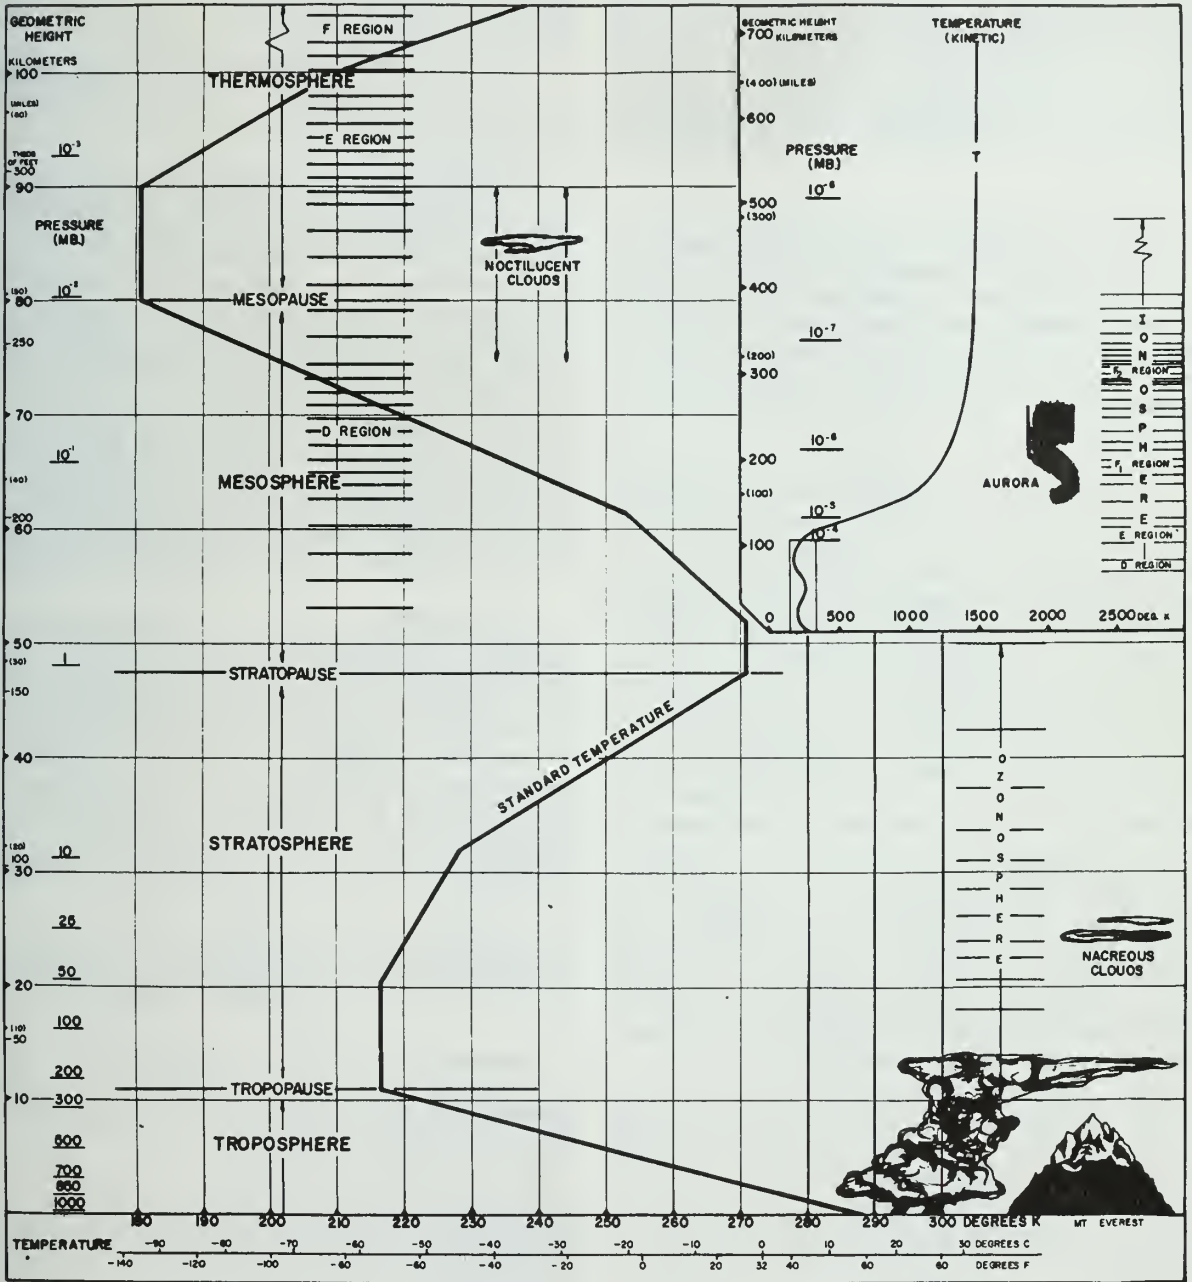 GEOMETRIC
HEIGHT
KILOMETERS
100
(MILES)
(60)
10⁻³
THSDS
OF FEET
300
90
PRESSURE
(MB.)
(50)
10⁻²
80
250
70
10⁻¹
(40)
200
60
50
(30)
1
150
40
(20)
100
10
30
25
50
20
100
(10)
50
200
10
300
500
700
850
1000
F REGION
THERMOSPHERE
E REGION
NOCTILUCENT
CLOUDS
MESOPAUSE
D REGION
MESOSPHERE
STRATOPAUSE
STANDARD TEMPERATURE
STRATOSPHERE
TROPOPAUSE
TROPOSPHERE
GEOMETRIC HEIGHT
700 KILOMETERS
TEMPERATURE
(KINETIC)
(400) (MILES)
600
PRESSURE
(MB.)
T
10⁻⁸
500
(300)
400
10⁻⁷
(200)
300
10⁻⁶
200
(100)
10⁻⁵
10⁻⁴
100
0 500 1000 1500 2000 2500 DEG. K
AURORA
IONOSPHERE
F₂ REGION
F₁ REGION
E REGION
D REGION
OZONOSPHERE
NACREOUS
CLOUDS
180 190 200 210 220 230 240 250 260 270 280 290 300 DEGREES K
MT EVEREST
TEMPERATURE
-90 -80 -70 -60 -50 -40 -30 -20 -10 0 10 20 30 DEGREES C
-140 -120 -100 -80 -60 -40 -20 0 20 32 40 60 80 DEGREES F